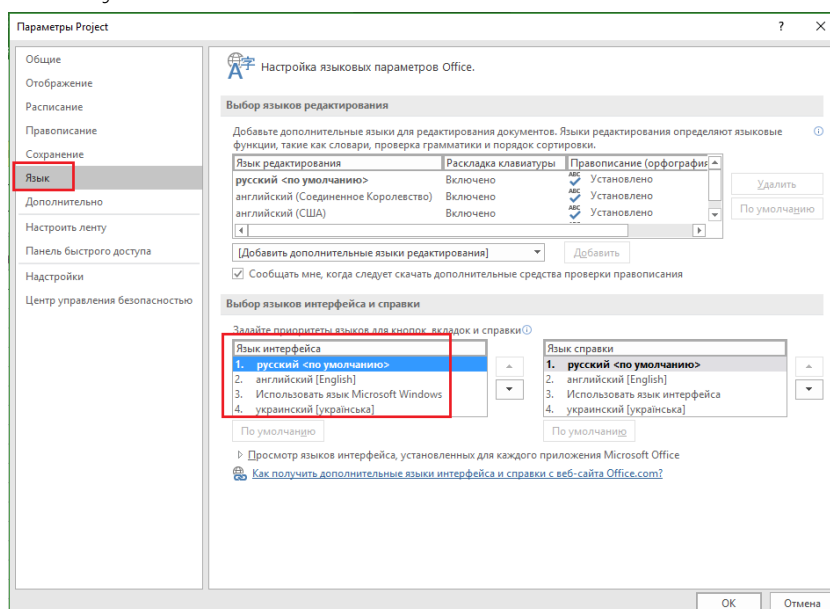 Параметры Project
?
Общие
Отображение
Расписание
Правописание
Сохранение
Язык
Дополнительно
Настроить ленту
Панель быстрого доступа
Надстройки
Центр управления безопасностью
Настройка языковых параметров Office.
Выбор языков редактирования
Добавьте дополнительные языки для редактирования документов. Языки редактирования определяют языковые
функции, такие как словари, проверка грамматики и порядок сортировки.
Язык редактирования Раскладка клавиатуры Правописание (орфография
русский <по умолчанию> Включено Установлено
английский (Соединенное Королевство) Включено Установлено
английский (США) Включено Установлено
Удалить
По умолчанию
[Добавить дополнительные языки редактирования] Добавить
Сообщать мне, когда следует скачать дополнительные средства проверки правописания
Выбор языков интерфейса и справки
Задайте приоритеты языков для кнопок, вкладок и справки
Язык интерфейса
1. русский <по умолчанию>
2. английский [English]
3. Использовать язык Microsoft Windows
4. украинский [українська]
По умолчанию
Язык справки
1. русский <по умолчанию>
2. английский [English]
3. Использовать язык интерфейса
4. украинский [українська]
По умолчанию
Просмотр языков интерфейса, установленных для каждого приложения Microsoft Office
Как получить дополнительные языки интерфейса и справки с веб-сайта Office.com?
ОК Отмена